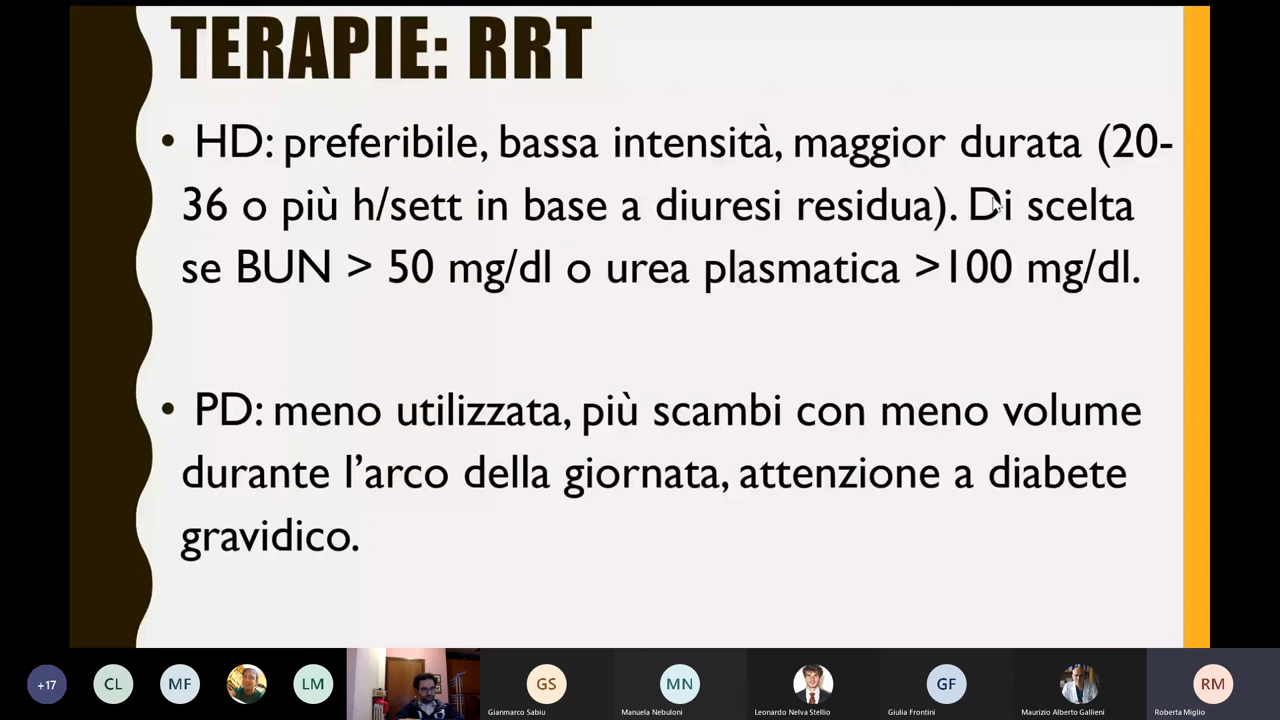 TERAPIE: RRT
• HD: preferibile, bassa intensità, maggior durata (20-
36 o più h/sett in base a diuresi residua). Di scelta
se BUN > 50 mg/dl o urea plasmatica >100 mg/dl.
• PD: meno utilizzata, più scambi con meno volume
durante l’arco della giornata, attenzione a diabete
gravidico.
+17 CL MF LM GS MN GF RM
Gianmarco Sabiu Manuela Nebuloni Leonardo Nelva Stellio Giulia Frontini Maurizio Alberto Gallieni Roberta Miglio